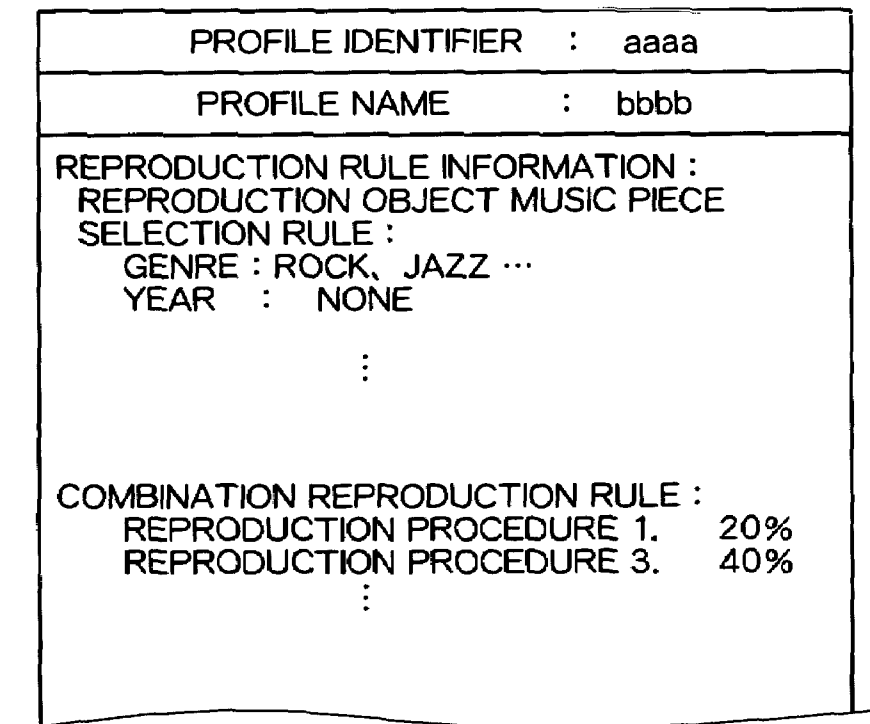 PROFILE IDENTIFIER : aaaa
PROFILE NAME : bbbb
REPRODUCTION RULE INFORMATION :
REPRODUCTION OBJECT MUSIC PIECE
SELECTION RULE :
GENRE : ROCK、JAZZ ···
YEAR : NONE
⋮
COMBINATION REPRODUCTION RULE :
REPRODUCTION PROCEDURE 1. 20%
REPRODUCTION PROCEDURE 3. 40%
⋮